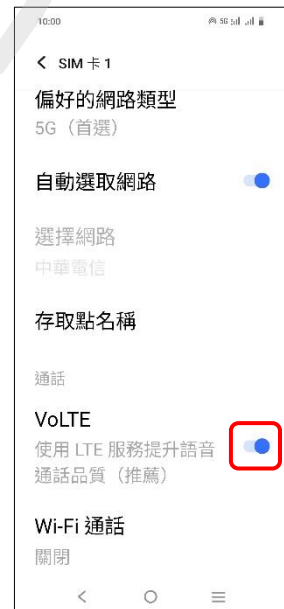 10:00
5G
SIM 卡 1
偏好的網路類型
5G（首選）
自動選取網路
選擇網路
中華電信
存取點名稱
通話
VoLTE
使用 LTE 服務提升語音
通話品質（推薦）
Wi-Fi 通話
關閉